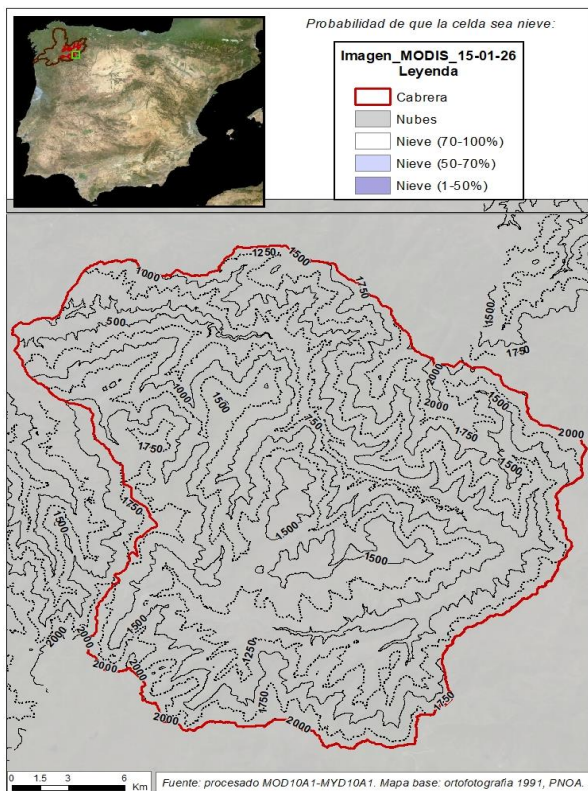 Probabilidad de que la celda sea nieve:
Imagen_MODIS_15-01-26
Leyenda
Cabrera
Nubes
Nieve (70-100%)
Nieve (50-70%)
Nieve (1-50%)
1250
1500
1000
1750
500
1500
1750
2000
2000
1500
1500
1750
2000
1750
1500
1750
1500
1500
1750
1500
2000
1500
1250
2000
2000
2000
1750
2000
2000
1750
0 1.5 3 6
Km
Fuente: procesado MOD10A1-MYD10A1. Mapa base: ortofotografia 1991, PNOA